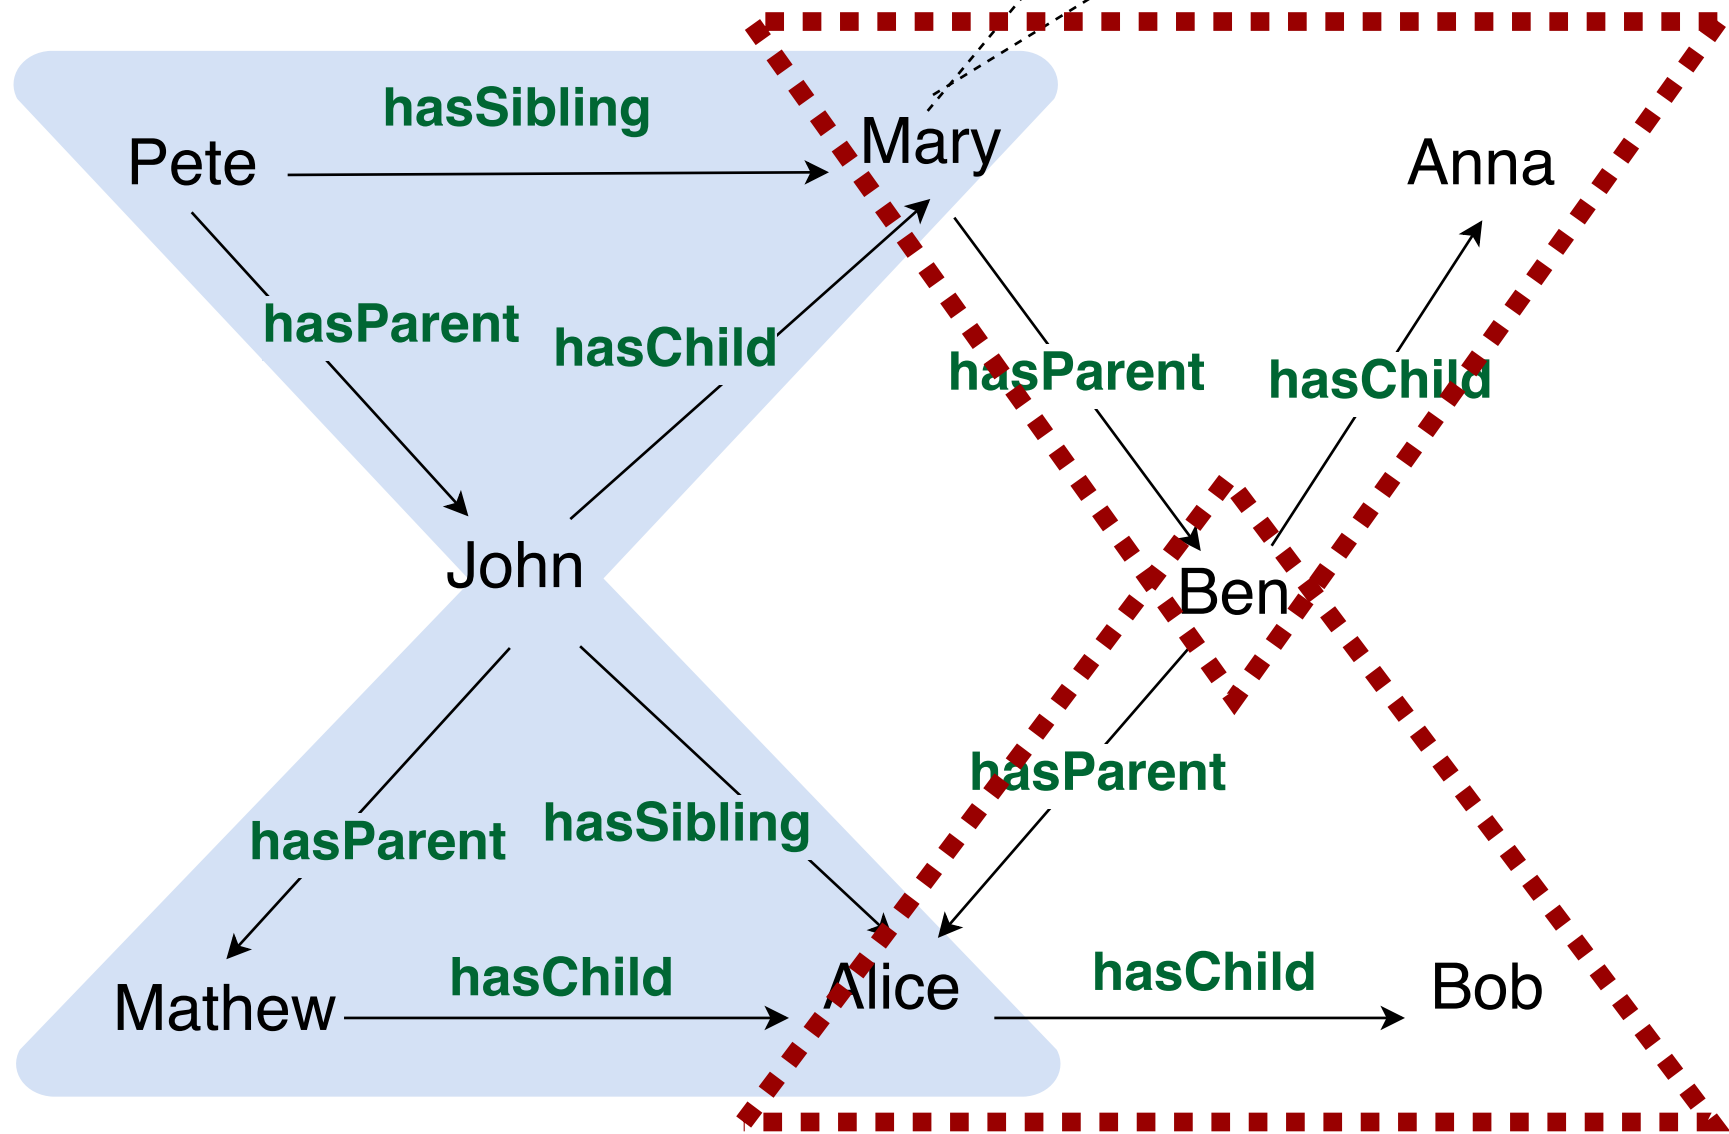 hasSibling
Pete
Mary
Anna
hasParent
hasChild
hasParent
hasChild
John
Ben
hasParent
hasSibling
hasParent
Mathew
hasChild
Alice
hasChild
Bob